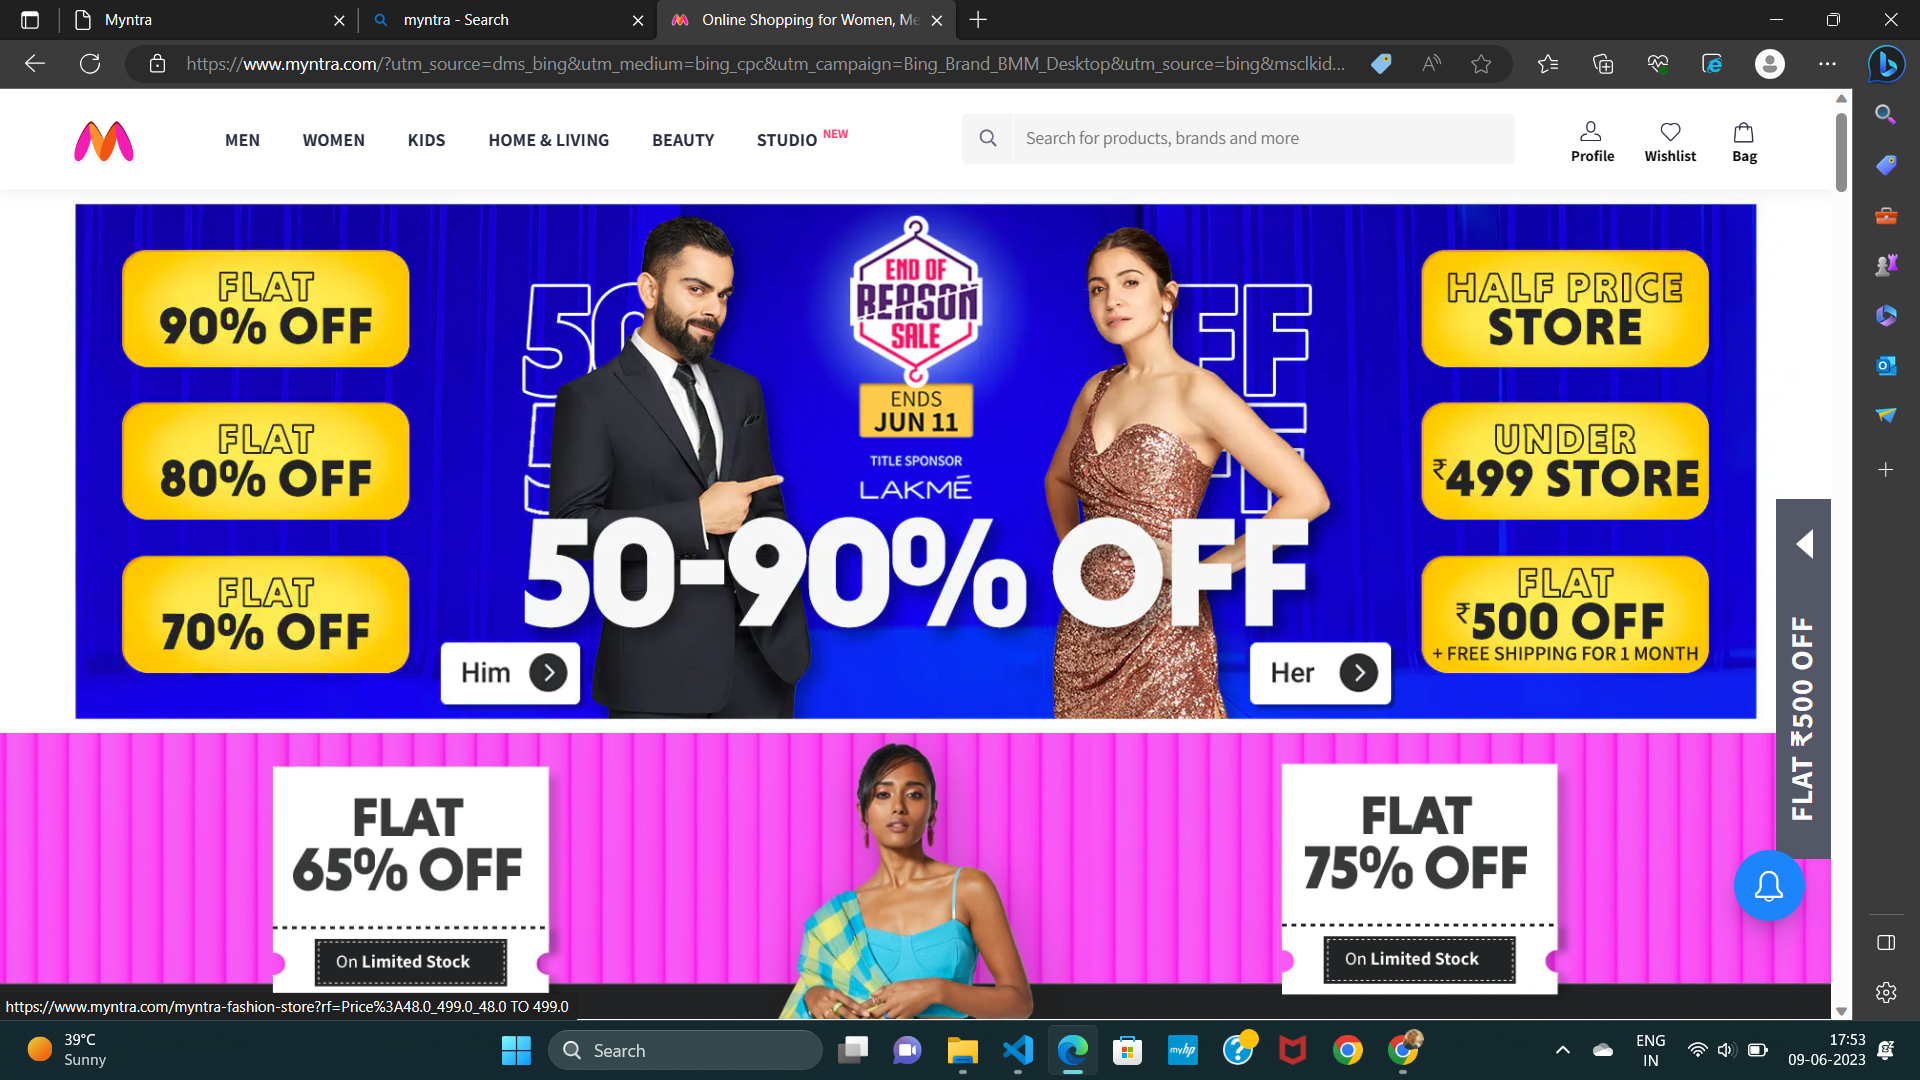 Myntra
myntra - Search
Online Shopping for Women, Me
https://www.myntra.com/?utm_source=dms_bing&utm_medium=bing_cpc&utm_campaign=Bing_Brand_BMM_Desktop&utm_source=bing&msclkid...
MEN WOMEN KIDS HOME & LIVING BEAUTY STUDIO NEW
Search for products, brands and more
Profile Wishlist Bag
FLAT
90% OFF
FLAT
80% OFF
FLAT
70% OFF
END OF
REASON
SALE
ENDS
JUN 11
TITLE SPONSOR
LAKMÉ
50-90% OFF
Him
Her
HALF PRICE
STORE
UNDER
₹499 STORE
FLAT
₹500 OFF
+ FREE SHIPPING FOR 1 MONTH
FLAT ₹500 OFF
FLAT
65% OFF
On Limited Stock
FLAT
75% OFF
On Limited Stock
https://www.myntra.com/myntra-fashion-store?rf=Price%3A48.0_499.0_48.0 TO 499.0
39°C
Sunny
Search
myhp
ENG
IN
17:53
09-06-2023